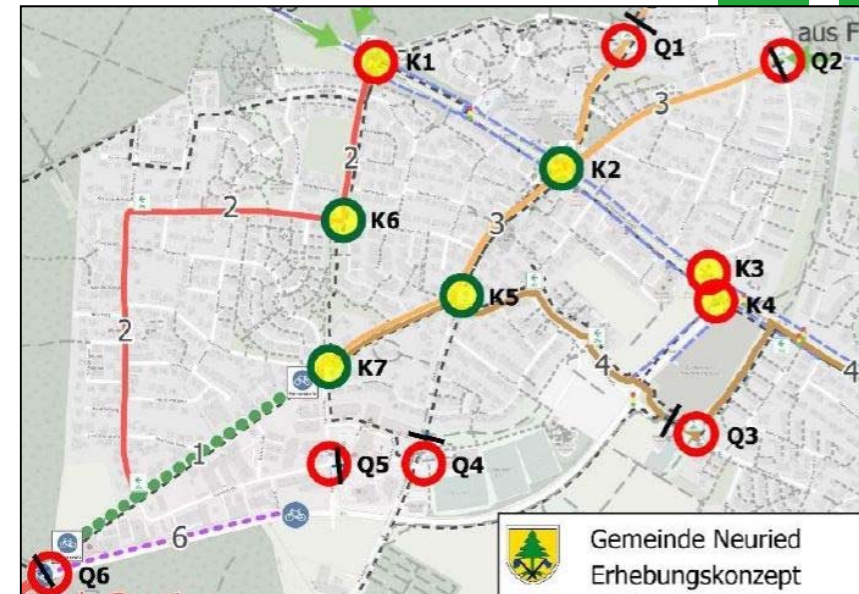 aus F
K1
Q1
Q2
3
2
K2
2
K6
3
K3
K5
K4
2
4
4
K7
Q3
1
Q5
Q4
6
Q6
Gemeinde Neuried
Erhebungskonzept